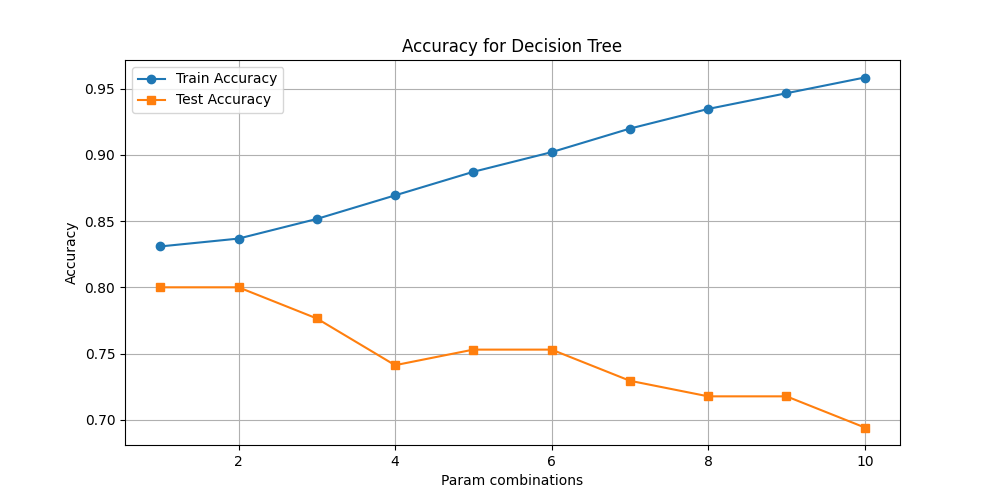 Accuracy for Decision Tree
Train Accuracy
Test Accuracy
0.95
0.90
0.85
0.80
0.75
0.70
Accuracy
2 4 6 8 10
Param combinations